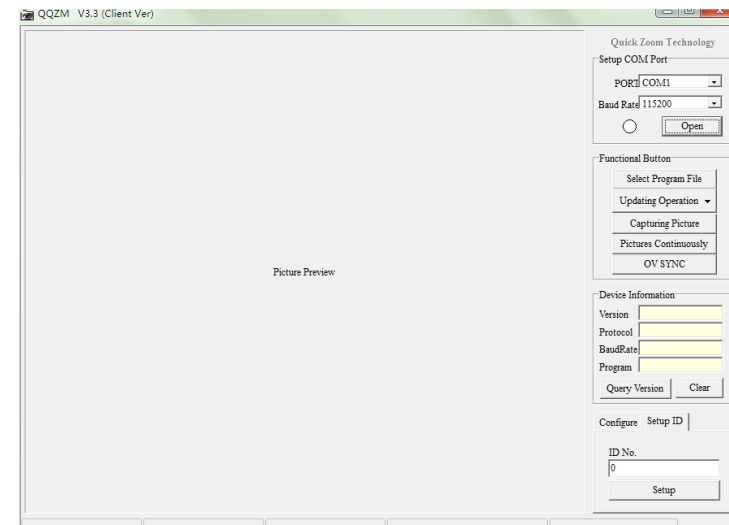 QQZM V3.3 (Client Ver)
Quick Zoom Technology
Setup COM Port
PORT COM1
Baud Rate 115200
Open
Functional Button
Select Program File
Updating Operation
Capturing Picture
Pictures Continuously
OV SYNC
Picture Preview
Device Information
Version
Protocol
BaudRate
Program
Query Version Clear
Configure Setup ID
ID No.
0
Setup